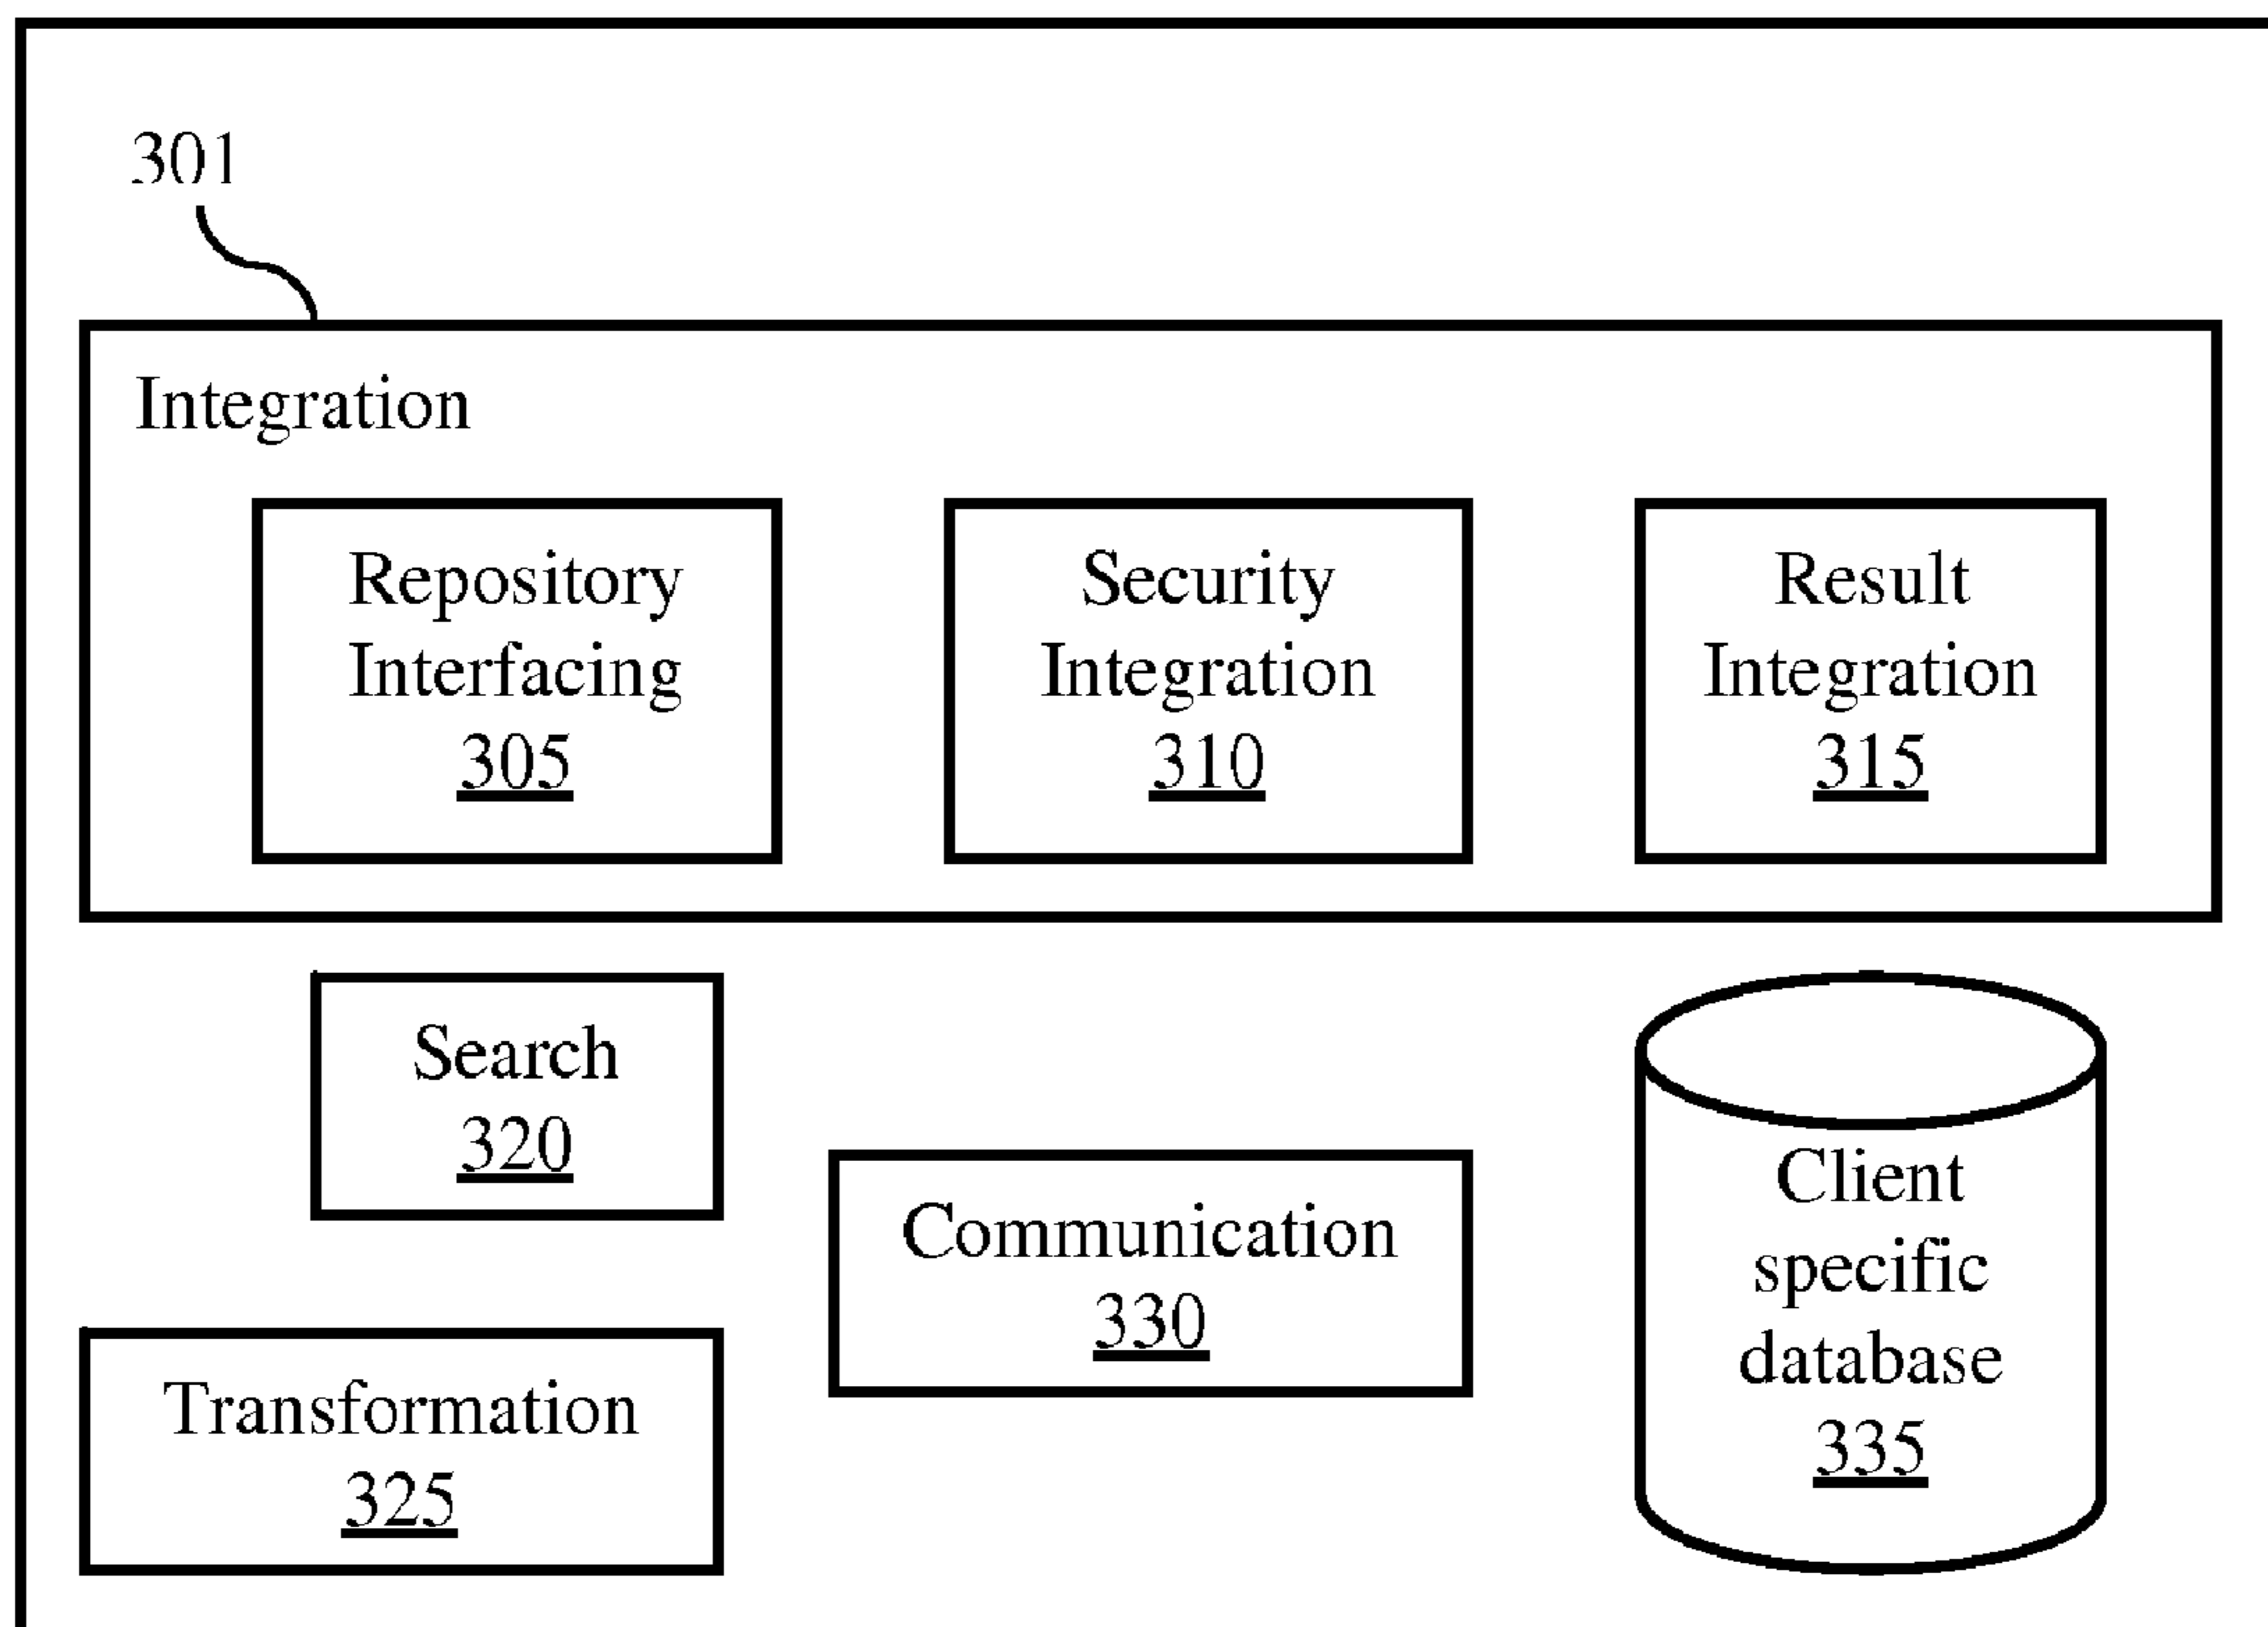 301
Integration
Repository
Interfacing
305
Security
Integration
310
Result
Integration
315
Search
320
Communication
330
Transformation
325
Client
specific
database
335